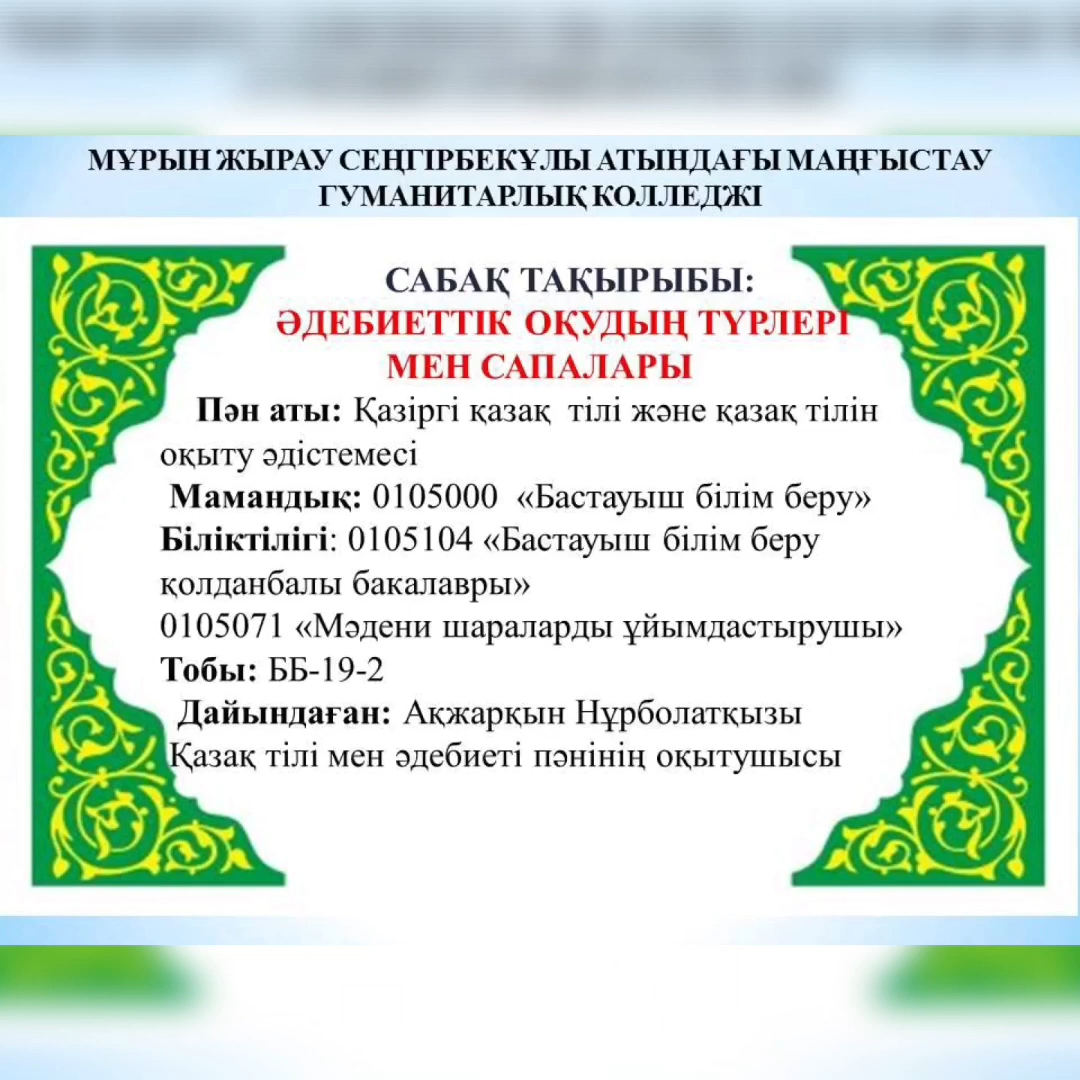 МҰРЫН ЖЫРАУ СЕҢГІРБЕКҰЛЫ АТЫНДАҒЫ МАҢҒЫСТАУ
ГУМАНИТАРЛЫҚ КОЛЛЕДЖІ
САБАҚ ТАҚЫРЫБЫ:
ӘДЕБИЕТТІК ОҚУДЫҢ ТҮРЛЕРІ
МЕН САПАЛАРЫ
Пән аты: Қазіргі қазақ тілі және қазақ тілін
оқыту әдістемесі
Мамандық: 0105000 «Бастауыш білім беру»
Біліктілігі: 0105104 «Бастауыш білім беру
қолданбалы бакалавры»
0105071 «Мәдени шараларды ұйымдастырушы»
Тобы: ББ-19-2
Дайындаған: Ақжарқын Нұрболатқызы
Қазақ тілі мен әдебиеті пәнінің оқытушысы